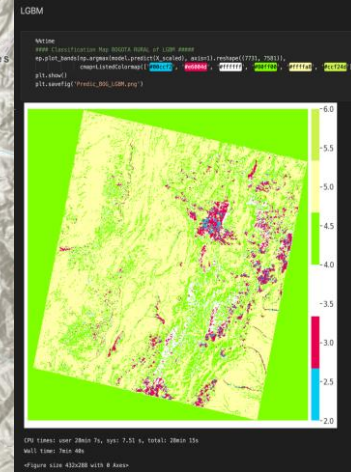 LGBM
%%time
#### Classification Map BOGOTA RURAL of LGBM #####
ep.plot_bands(np.argmax(model.predict(X_scaled), axis=1).reshape((7731, 7501)),
cmap=ListedColormap([
plt.show()
plt.savefig('Predic_BOG_LGBM.png')
6.0
5.5
5.0
4.5
4.0
3.5
3.0
2.5
2.0
CPU times: user 28min 7s, sys: 7.51 s, total: 28min 15s
Wall time: 7min 40s
<Figure size 432x288 with 0 Axes>